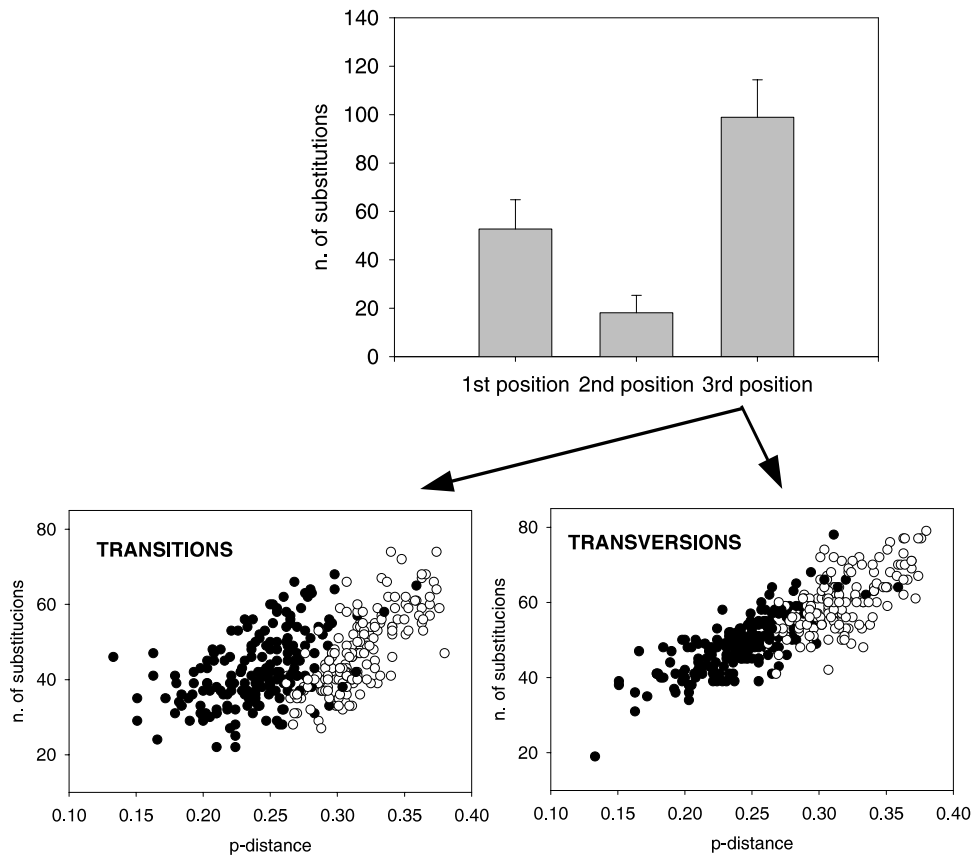 140
120
100
80
60
40
20
0
n. of substitutions
1st position 2nd position 3rd position
TRANSITIONS
80
60
40
20
n. of substitucions
0.10 0.15 0.20 0.25 0.30 0.35 0.40
p-distance
TRANSVERSIONS
80
60
40
20
n. of substitucions
0.10 0.15 0.20 0.25 0.30 0.35 0.40
p-distance